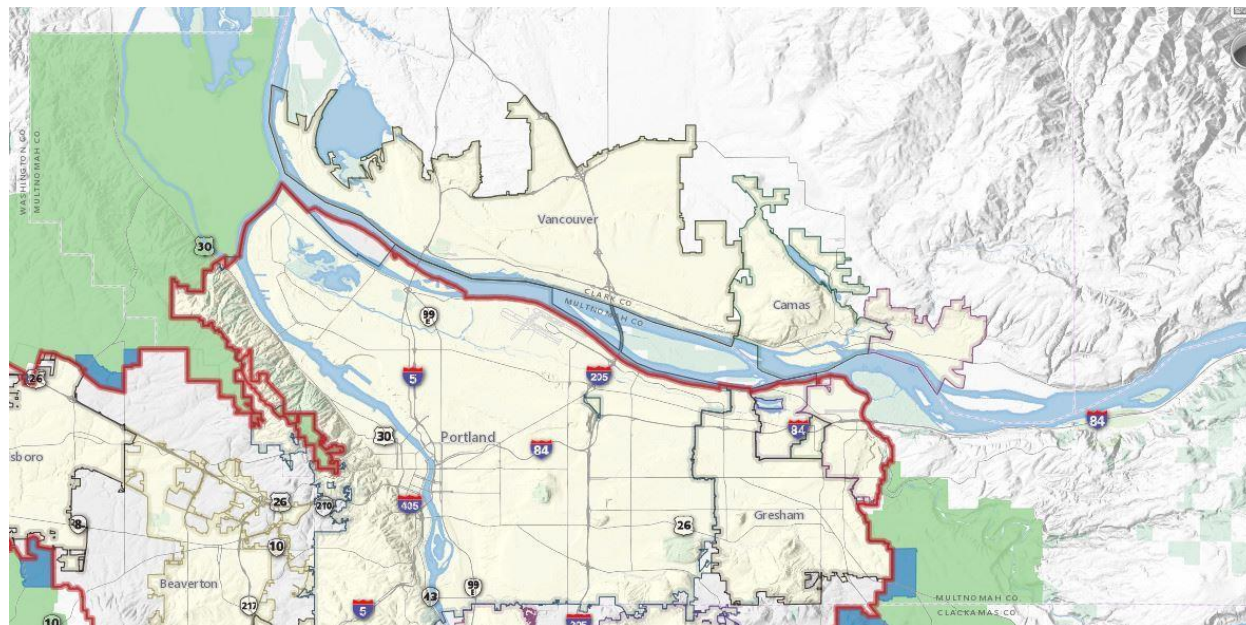 WASHINGTON CO
MULTNOMAH CO
30
Vancouver
CLARK CO
MULTNOMAH CO
Camas
99
E
26
5
205
30
Portland
84
84
84
sboro
26
210
405
8
10
26
Gresham
Beaverton
217
5
43
99
E
205
10
MULTNOMAH CO
CLACKAMAS CO